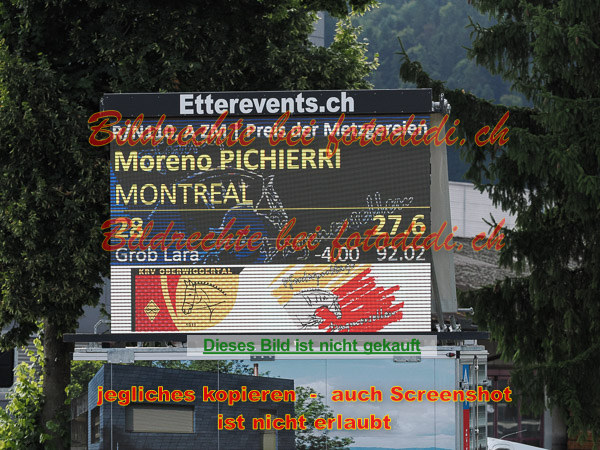 Etterevents.ch
R/N110, A ZM | Preis der Metzgereien
Bildrechte bei fotodidi.ch
Moreno PICHIERRI
MONTREAL
28 27.6
Bildrechte bei fotodidi.ch
Grob Lara -4.00 92.02
KRV OBERWIGGERTAL
Dieses Bild ist nicht gekauft
jegliches kopieren - auch Screenshot
ist nicht erlaubt